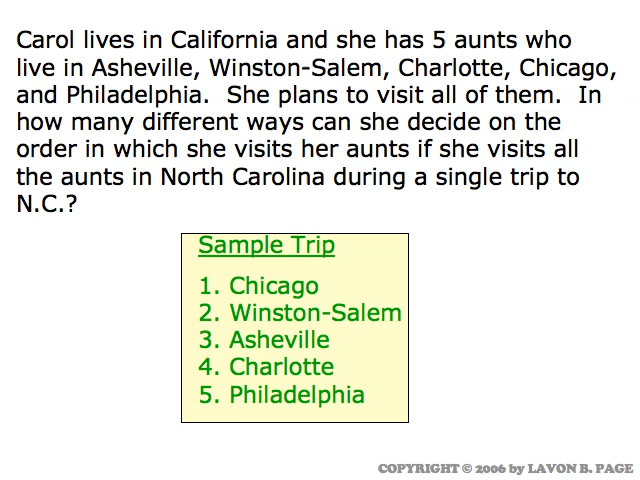 Carol lives in California and she has 5 aunts who
live in Asheville, Winston-Salem, Charlotte, Chicago,
and Philadelphia.  She plans to visit all of them.  In
how many different ways can she decide on the
order in which she visits her aunts if she visits all
the aunts in North Carolina during a single trip to
N.C.?
Sample Trip
1. Chicago
2. Winston-Salem
3. Asheville
4. Charlotte
5. Philadelphia
COPYRIGHT © 2006 by LAVON B. PAGE